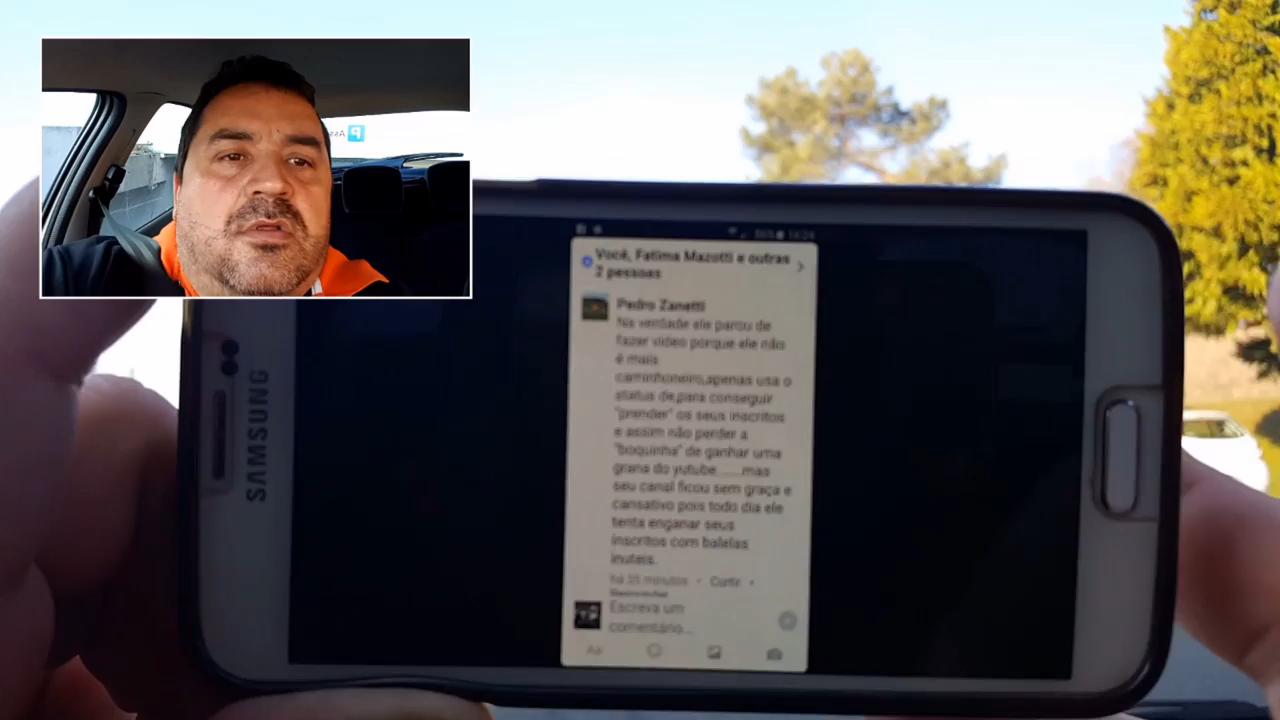 Você, Fatima Mazotti e outras
2 pessoas
Pedro Zanetti
Na verdade ele parou de
fazer video porque ele não
é mais
caminhoneiro,apenas usa o
status de,para conseguir
"prender" os seus inscritos
e assim não perder a
"boquinha" de ganhar uma
grana do yutube.......mas
seu canal ficou sem graça e
cansativo pois todo dia ele
tenta enganar seus
inscritos com balelas
inuteis.
há 35 minutos · Curtir ·
Responder
Escreva um
comentário...
Aa
SAMSUNG
P